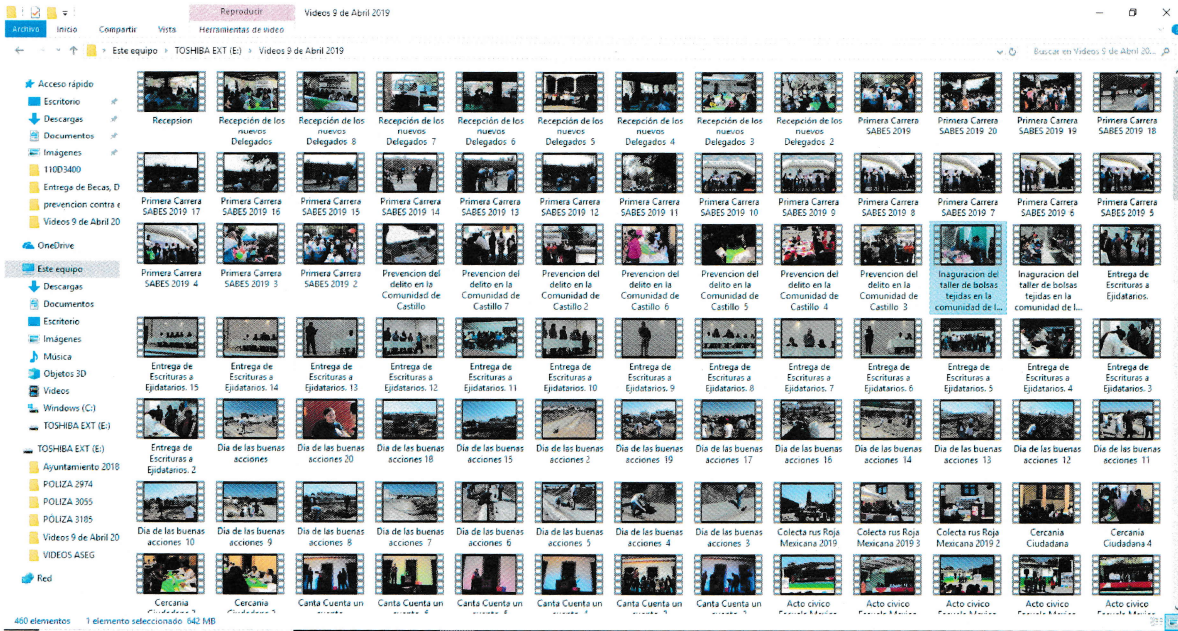 Reproducir
Videos 9 de Abril 2019
Archivo Inicio Compartir Vista Herramientas de video
Este equipo > TOSHIBA EXT (E:) > Videos 9 de Abril 2019
Buscar en Videos 9 de Abril 20...
Acceso rápido
Escritorio
Descargas
Documentos
Imágenes
110D3400
Entrega de Becas, D
prevencion contra e
Videos 9 de Abril 20
OneDrive
Este equipo
Descargas
Documentos
Escritorio
Imágenes
Música
Objetos 3D
Videos
Windows (C:)
TOSHIBA EXT (E:)
TOSHIBA EXT (E:)
Ayuntamiento 2018
POLIZA 2974
POLIZA 3055
PÓLIZA 3185
Videos 9 de Abril 20
VIDEOS ASEG
Red
Recepsion
Recepción de los nuevos Delegados
Recepción de los nuevos Delegados 8
Recepción de los nuevos Delegados 7
Recepción de los nuevos Delegados 6
Recepción de los nuevos Delegados 5
Recepción de los nuevos Delegados 4
Recepción de los nuevos Delegados 3
Recepción de los nuevos Delegados 2
Primera Carrera SABES 2019
Primera Carrera SABES 2019 20
Primera Carrera SABES 2019 19
Primera Carrera SABES 2019 18
Primera Carrera SABES 2019 17
Primera Carrera SABES 2019 16
Primera Carrera SABES 2019 15
Primera Carrera SABES 2019 14
Primera Carrera SABES 2019 13
Primera Carrera SABES 2019 12
Primera Carrera SABES 2019 11
Primera Carrera SABES 2019 10
Primera Carrera SABES 2019 9
Primera Carrera SABES 2019 8
Primera Carrera SABES 2019 7
Primera Carrera SABES 2019 6
Primera Carrera SABES 2019 5
Primera Carrera SABES 2019 4
Primera Carrera SABES 2019 3
Primera Carrera SABES 2019 2
Prevencion del delito en la Comunidad de Castillo
Prevencion del delito en la Comunidad de Castillo 7
Prevencion del delito en la Comunidad de Castillo 2
Prevencion del delito en la Comunidad de Castillo 6
Prevencion del delito en la Comunidad de Castillo 5
Prevencion del delito en la Comunidad de Castillo 4
Prevencion del delito en la Comunidad de Castillo 3
Inaguracion del taller de bolsas tejidas en la comunidad de l...
Inaguracion del taller de bolsas tejidas en la comunidad de l...
Entrega de Escrituras a Ejidatarios.
Entrega de Escrituras a Ejidatarios. 15
Entrega de Escrituras a Ejidatarios. 14
Entrega de Escrituras a Ejidatarios. 13
Entrega de Escrituras a Ejidatarios. 12
Entrega de Escrituras a Ejidatarios. 11
Entrega de Escrituras a Ejidatarios. 10
Entrega de Escrituras a Ejidatarios. 9
Entrega de Escrituras a Ejidatarios. 8
Entrega de Escrituras a Ejidatarios. 7
Entrega de Escrituras a Ejidatarios. 6
Entrega de Escrituras a Ejidatarios. 5
Entrega de Escrituras a Ejidatarios. 4
Entrega de Escrituras a Ejidatarios. 3
Entrega de Escrituras a Ejidatarios. 2
Dia de las buenas acciones
Dia de las buenas acciones 20
Dia de las buenas acciones 18
Dia de las buenas acciones 15
Dia de las buenas acciones 2
Dia de las buenas acciones 19
Dia de las buenas acciones 17
Dia de las buenas acciones 16
Dia de las buenas acciones 14
Dia de las buenas acciones 13
Dia de las buenas acciones 12
Dia de las buenas acciones 11
Dia de las buenas acciones 10
Dia de las buenas acciones 9
Dia de las buenas acciones 8
Dia de las buenas acciones 7
Dia de las buenas acciones 6
Dia de las buenas acciones 5
Dia de las buenas acciones 4
Dia de las buenas acciones 3
Colecta rus Roja Mexicana 2019
Colecta rus Roja Mexicana 2019 3
Colecta rus Roja Mexicana 2019 2
Cercania Ciudadana
Cercania Ciudadana 4
Cercania
Cercania
Canta Cuenta un
Canta Cuenta un
Canta Cuenta un
Canta Cuenta un
Canta Cuenta un
Canta Cuenta un
Acto civico
Acto civico
Acto civico
Acto civico
Acto civico
460 elementos 1 elemento seleccionado 642 MB